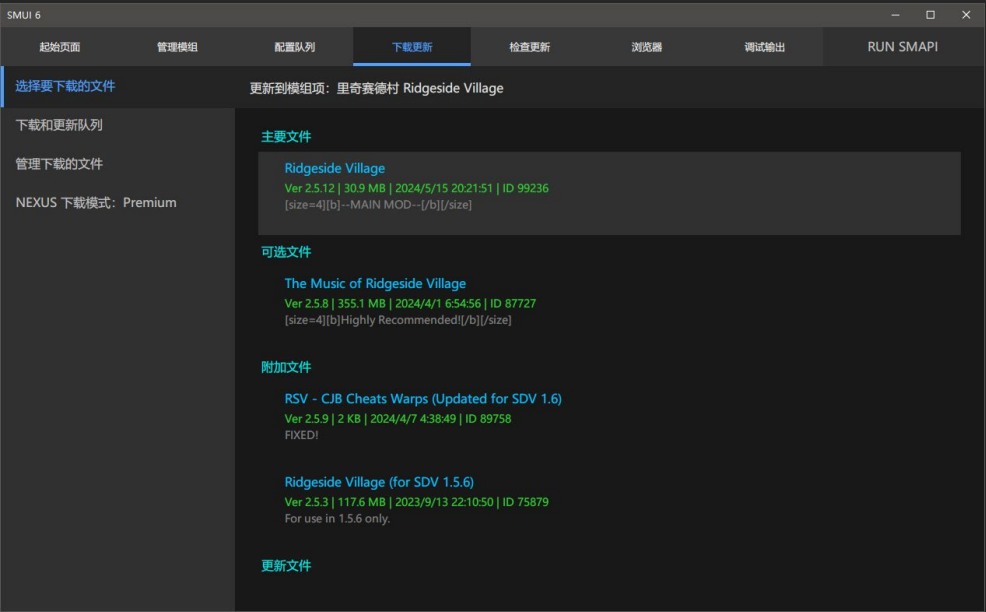 SMUI 6
起始页面 管理模组 配置队列 下载更新 检查更新 浏览器 调试输出 RUN SMAPI
选择要下载的文件
下载和更新队列
管理下载的文件
NEXUS 下载模式：Premium
更新到模组项：里奇赛德村 Ridgeside Village
主要文件
Ridgeside Village
Ver 2.5.12 | 30.9 MB | 2024/5/15 20:21:51 | ID 99236
[size=4][b]--MAIN MOD--[/b][/size]
可选文件
The Music of Ridgeside Village
Ver 2.5.8 | 355.1 MB | 2024/4/1 6:54:56 | ID 87727
[size=4][b]Highly Recommended![/b][/size]
附加文件
RSV - CJB Cheats Warps (Updated for SDV 1.6)
Ver 2.5.9 | 2 KB | 2024/4/7 4:38:49 | ID 89758
FIXED!
Ridgeside Village (for SDV 1.5.6)
Ver 2.5.3 | 117.6 MB | 2023/9/13 22:10:50 | ID 75879
For use in 1.5.6 only.
更新文件